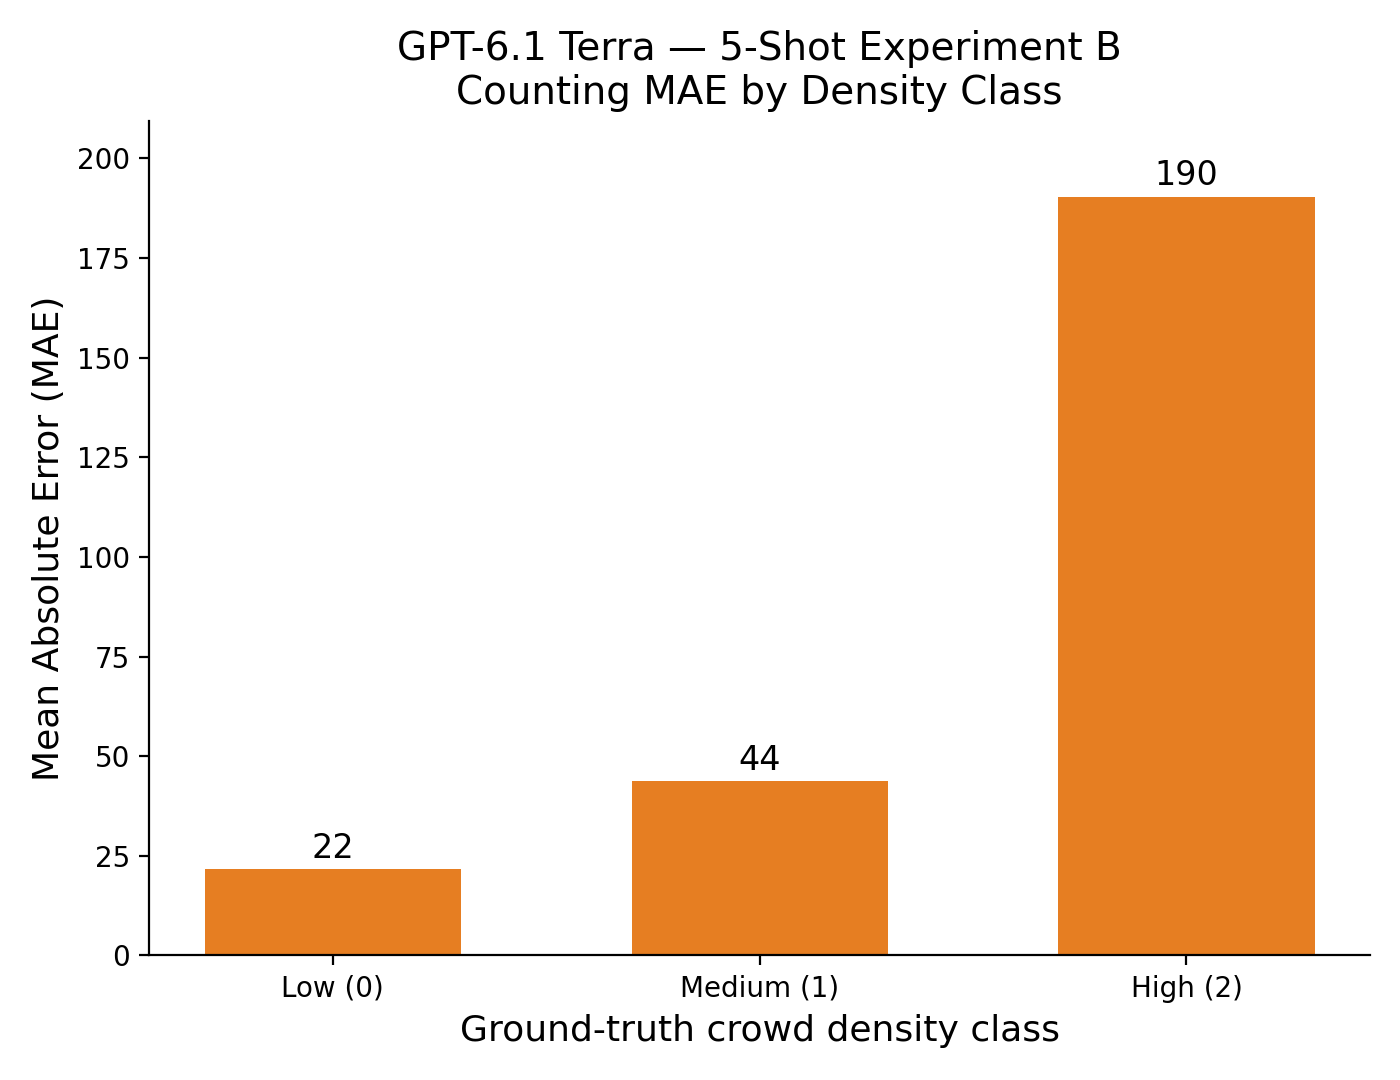 GPT-6.1 Terra — 5-Shot Experiment B
Counting MAE by Density Class
Mean Absolute Error (MAE)
200
175
150
125
100
75
50
25
0
22
44
190
Low (0)
Medium (1)
High (2)
Ground-truth crowd density class